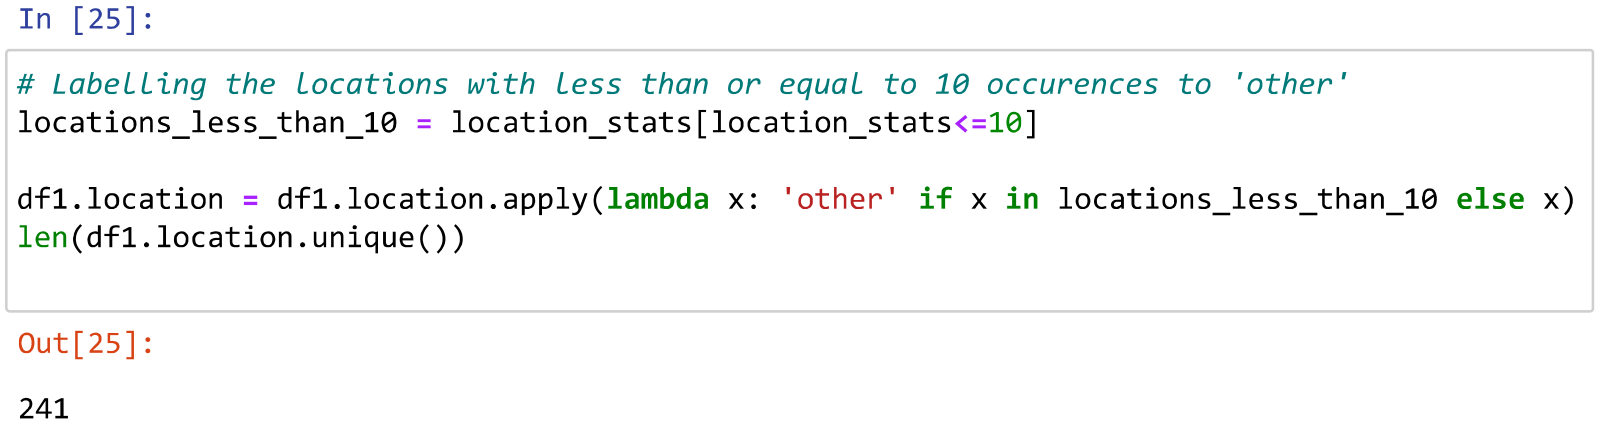 In [25]:
# Labelling the locations with less than or equal to 10 occurences to 'other'
locations_less_than_10 = location_stats[location_stats<=10]
df1.location = df1.location.apply(lambda x: 'other' if x in locations_less_than_10 else x)
len(df1.location.unique())
Out[25]:
241